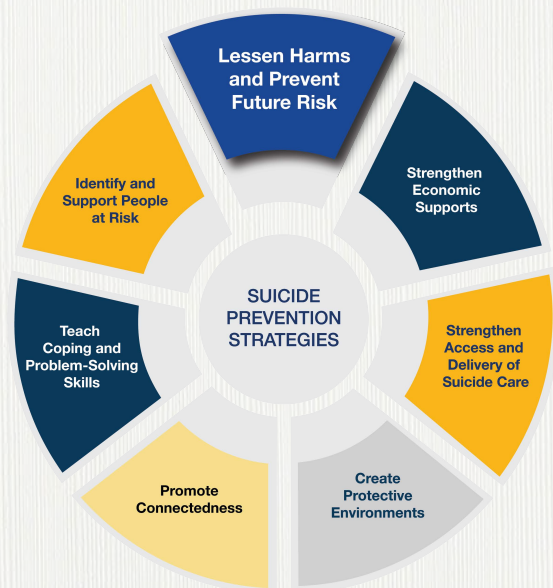 Lessen Harms
and Prevent
Future Risk
Strengthen
Economic
Supports
Strengthen
Access and
Delivery of
Suicide Care
Create
Protective
Environments
Promote
Connectedness
Teach
Coping and
Problem-Solving
Skills
Identify and
Support People
at Risk
SUICIDE
PREVENTION
STRATEGIES